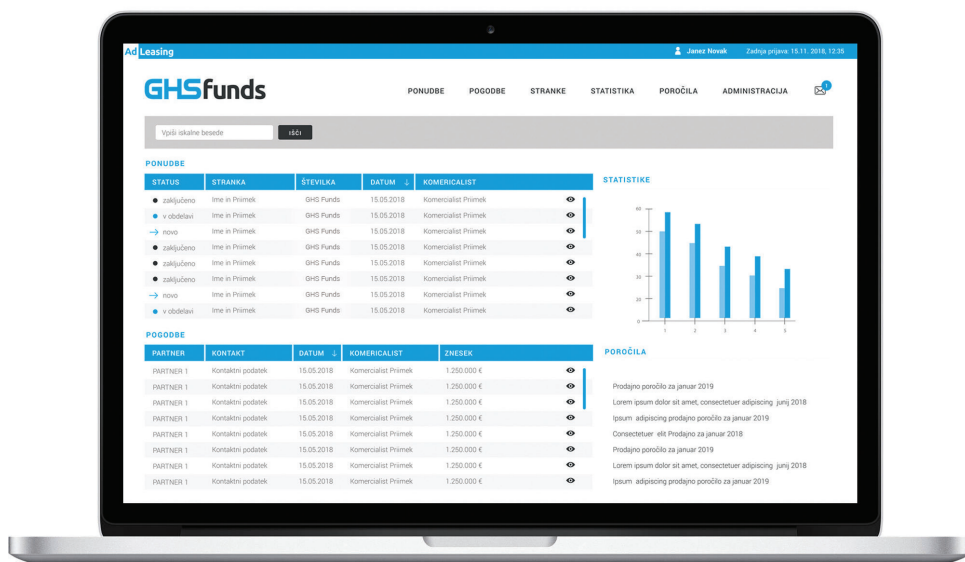 Ad Leasing Janez Novak Zadnja prijava: 15.11. 2018, 12:35
GHSfunds PONUDBE POGODBE STRANKE STATISTIKA POROČILA ADMINISTRACIJA 1
Vpiši iskalne besede IŠČI
PONUDBE
STATUS STRANKA ŠTEVILKA DATUM ↓ KOMERICALIST
zaključeno Ime in Priimek GHS Funds 15.05.2018 Komercialist Priimek
v obdelavi Ime in Priimek GHS Funds 15.05.2018 Komercialist Priimek
→ novo Ime in Priimek GHS Funds 15.05.2018 Komercialist Priimek
zaključeno Ime in Priimek GHS Funds 15.05.2018 Komercialist Priimek
zaključeno Ime in Priimek GHS Funds 15.05.2018 Komercialist Priimek
zaključeno Ime in Priimek GHS Funds 15.05.2018 Komercialist Priimek
→ novo Ime in Priimek GHS Funds 15.05.2018 Komercialist Priimek
v obdelavi Ime in Priimek GHS Funds 15.05.2018 Komercialist Priimek
STATISTIKE
60
50
40
30
20
0
1 2 3 4 5
POGODBE
PARTNER KONTAKT DATUM ↓ KOMERICALIST ZNESEK
PARTNER 1 Kontaktni podatek 15.05.2018 Komercialist Priimek 1.250.000 €
PARTNER 1 Kontaktni podatek 15.05.2018 Komercialist Priimek 1.250.000 €
PARTNER 1 Kontaktni podatek 15.05.2018 Komercialist Priimek 1.250.000 €
PARTNER 1 Kontaktni podatek 15.05.2018 Komercialist Priimek 1.250.000 €
PARTNER 1 Kontaktni podatek 15.05.2018 Komercialist Priimek 1.250.000 €
PARTNER 1 Kontaktni podatek 15.05.2018 Komercialist Priimek 1.250.000 €
PARTNER 1 Kontaktni podatek 15.05.2018 Komercialist Priimek 1.250.000 €
PARTNER 1 Kontaktni podatek 15.05.2018 Komercialist Priimek 1.250.000 €
POROČILA
Prodajno poročilo za januar 2019
Lorem ipsum dolor sit amet, consectetuer adipiscing junij 2018
Ipsum adipiscing prodajno poročilo za januar 2019
Consectetuer elit Prodajno za januar 2018
Prodajno poročilo za januar 2019
Lorem ipsum dolor sit amet, consectetuer adipiscing junij 2018
Ipsum adipiscing prodajno poročilo za januar 2019